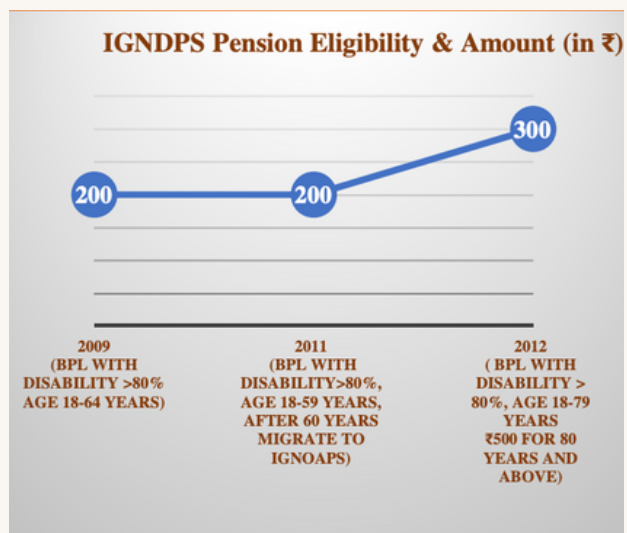 IGNDPS Pension Eligibility & Amount (in ₹)
200
200
300
2009
(BPL WITH
DISABILITY >80%
AGE 18-64 YEARS)
2011
(BPL WITH
DISABILITY>80%,
AGE 18-59 YEARS,
AFTER 60 YEARS
MIGRATE TO
IGNOAPS)
2012
( BPL WITH
DISABILITY >
80%, AGE 18-79
YEARS
₹500 FOR 80
YEARS AND
ABOVE)